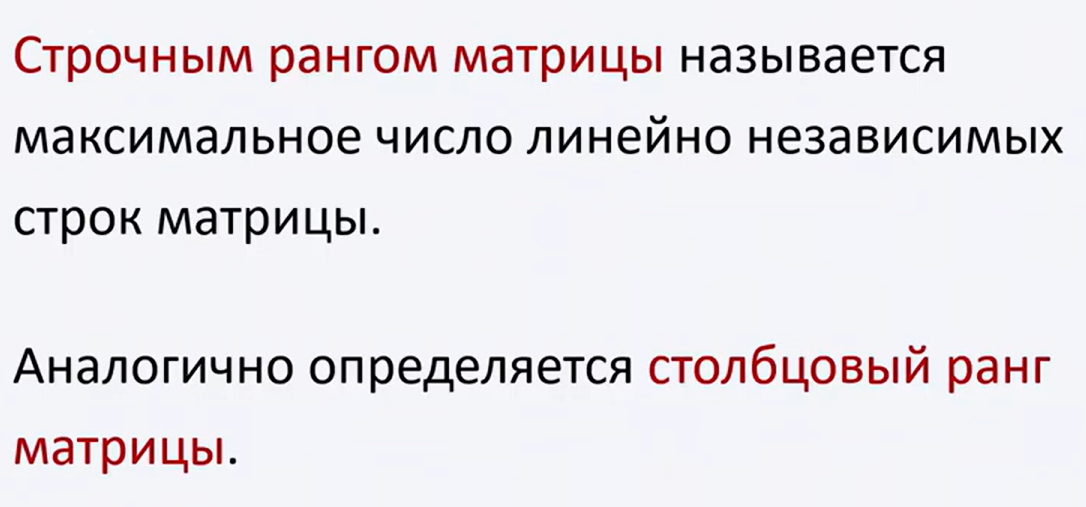 Строчным рангом матрицы называется
максимальное число линейно независимых
строк матрицы.
Аналогично определяется столбцовый ранг
матрицы.